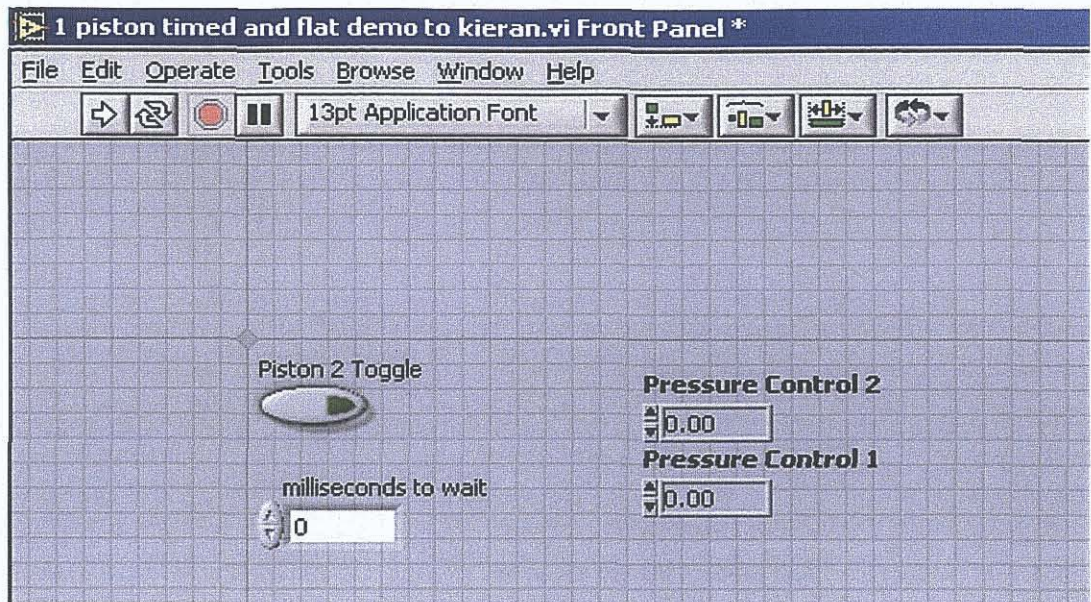 1 piston timed and flat demo to kieran.vi Front Panel *
File Edit Operate Tools Browse Window Help
13pt Application Font
Piston 2 Toggle
Pressure Control 2
0.00
Pressure Control 1
0.00
milliseconds to wait
0